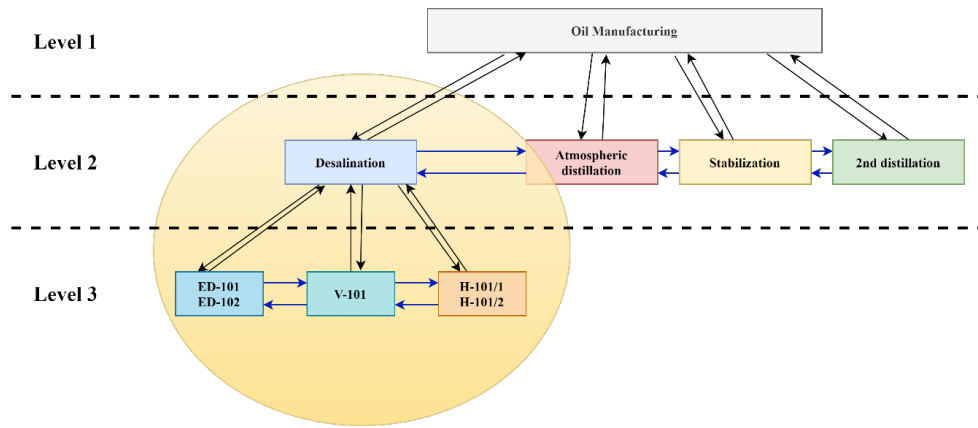 Level 1
Oil Manufacturing
Level 2
Desalination
Atmospheric
distillation
Stabilization
2nd distillation
Level 3
ED-101
ED-102
V-101
H-101/1
H-101/2